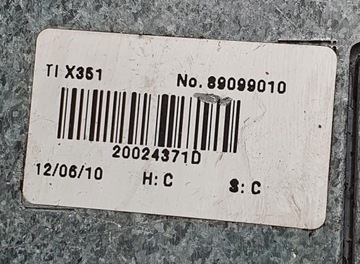 TI X351 No. 89099010
20024371D
12/06/10 H: C S: C